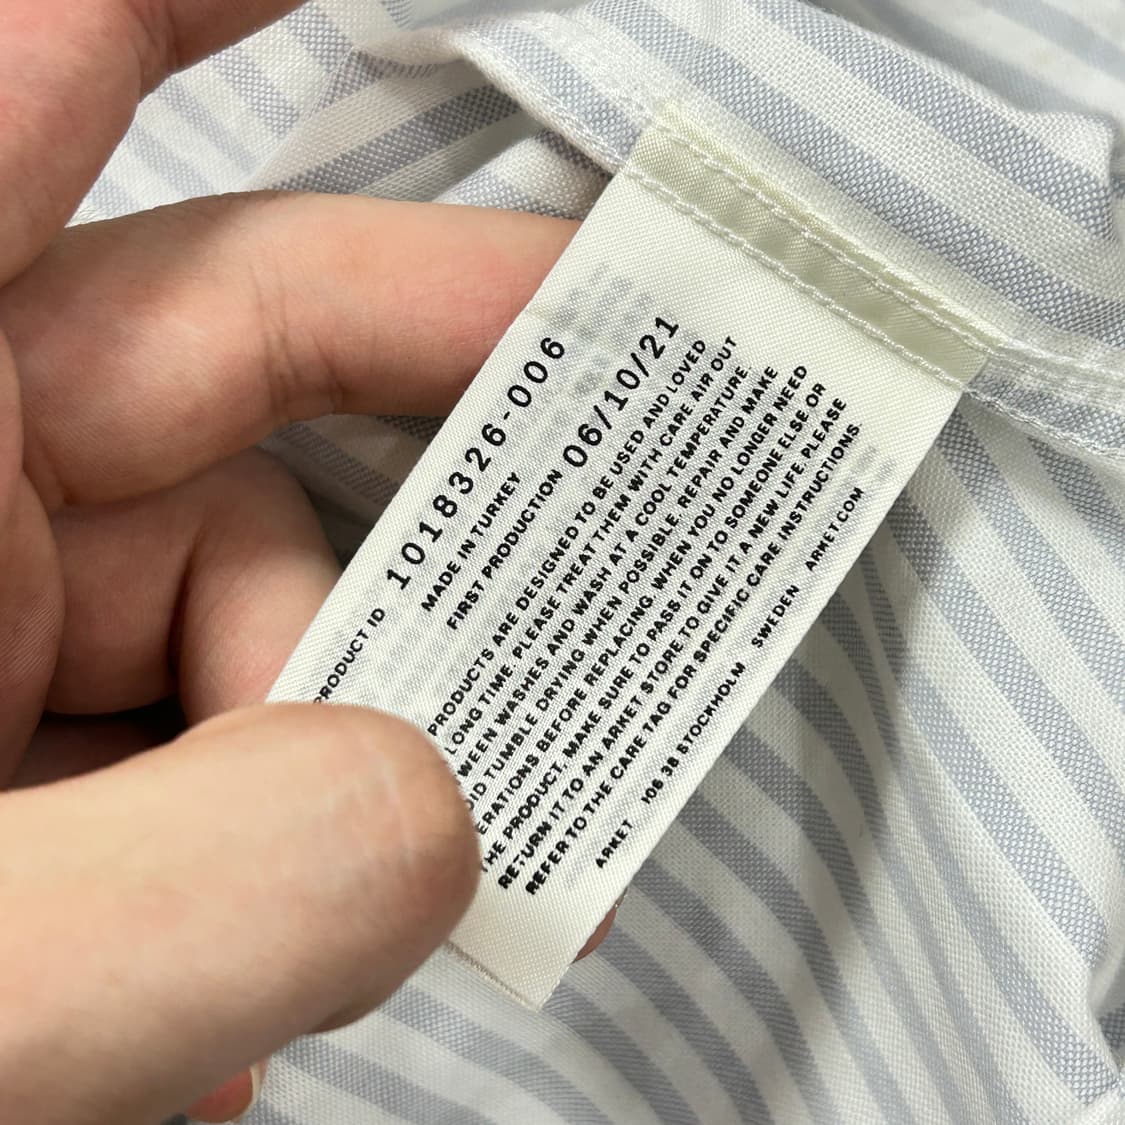 PRODUCT ID 1018326-006
MADE IN TURKEY
FIRST PRODUCTION 06/10/21
PRODUCTS ARE DESIGNED TO BE USED AND LOVED
LONG TIME. PLEASE TREAT THEM WITH CARE. AIR OUT
WEEN WASHES AND WASH AT A COOL TEMPERATURE.
OID TUMBLE DRYING WHEN POSSIBLE. REPAIR AND MAKE
ERATIONS BEFORE REPLACING. WHEN YOU NO LONGER NEED
THE PRODUCT, MAKE SURE TO PASS IT ON TO SOMEONE ELSE OR
RETURN IT TO AN ARKET STORE TO GIVE IT A NEW LIFE. PLEASE
REFER TO THE CARE TAG FOR SPECIFIC CARE INSTRUCTIONS.
ARKET 106 38 STOCKHOLM SWEDEN ARKET.COM